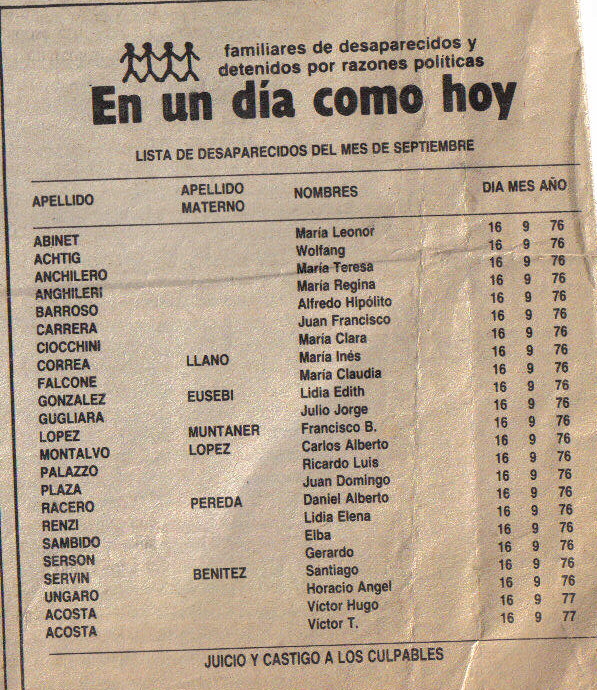 familiares de desaparecidos y
detenidos por razones políticas
En un día como hoy
LISTA DE DESAPARECIDOS DEL MES DE SEPTIEMBRE
APELLIDO APELLIDO MATERNO NOMBRES DIA MES AÑO
ABINET María Leonor 16 9 76
ACHTIG Wolfang 16 9 76
ANCHILERO María Teresa 16 9 76
ANGHILERI María Regina 16 9 76
BARROSO Alfredo Hipólito 16 9 76
CARRERA Juan Francisco 16 9 76
CIOCCHINI María Clara 16 9 76
CORREA LLANO María Inés 16 9 76
FALCONE María Claudia 16 9 76
GONZALEZ EUSEBI Lidia Edith 16 9 76
GUGLIARA Julio Jorge 16 9 76
LOPEZ MUNTANER Francisco B. 16 9 76
MONTALVO LOPEZ Carlos Alberto 16 9 76
PALAZZO Ricardo Luis 16 9 76
PLAZA Juan Domingo 16 9 76
RACERO PEREDA Daniel Alberto 16 9 76
RENZI Lidia Elena 16 9 76
SAMBIDO Elba 16 9 76
SERSON Gerardo 16 9 76
SERVIN BENITEZ Santiago 16 9 76
UNGARO Horacio Angel 16 9 76
ACOSTA Víctor Hugo 16 9 77
ACOSTA Víctor T. 16 9 77
JUICIO Y CASTIGO A LOS CULPABLES